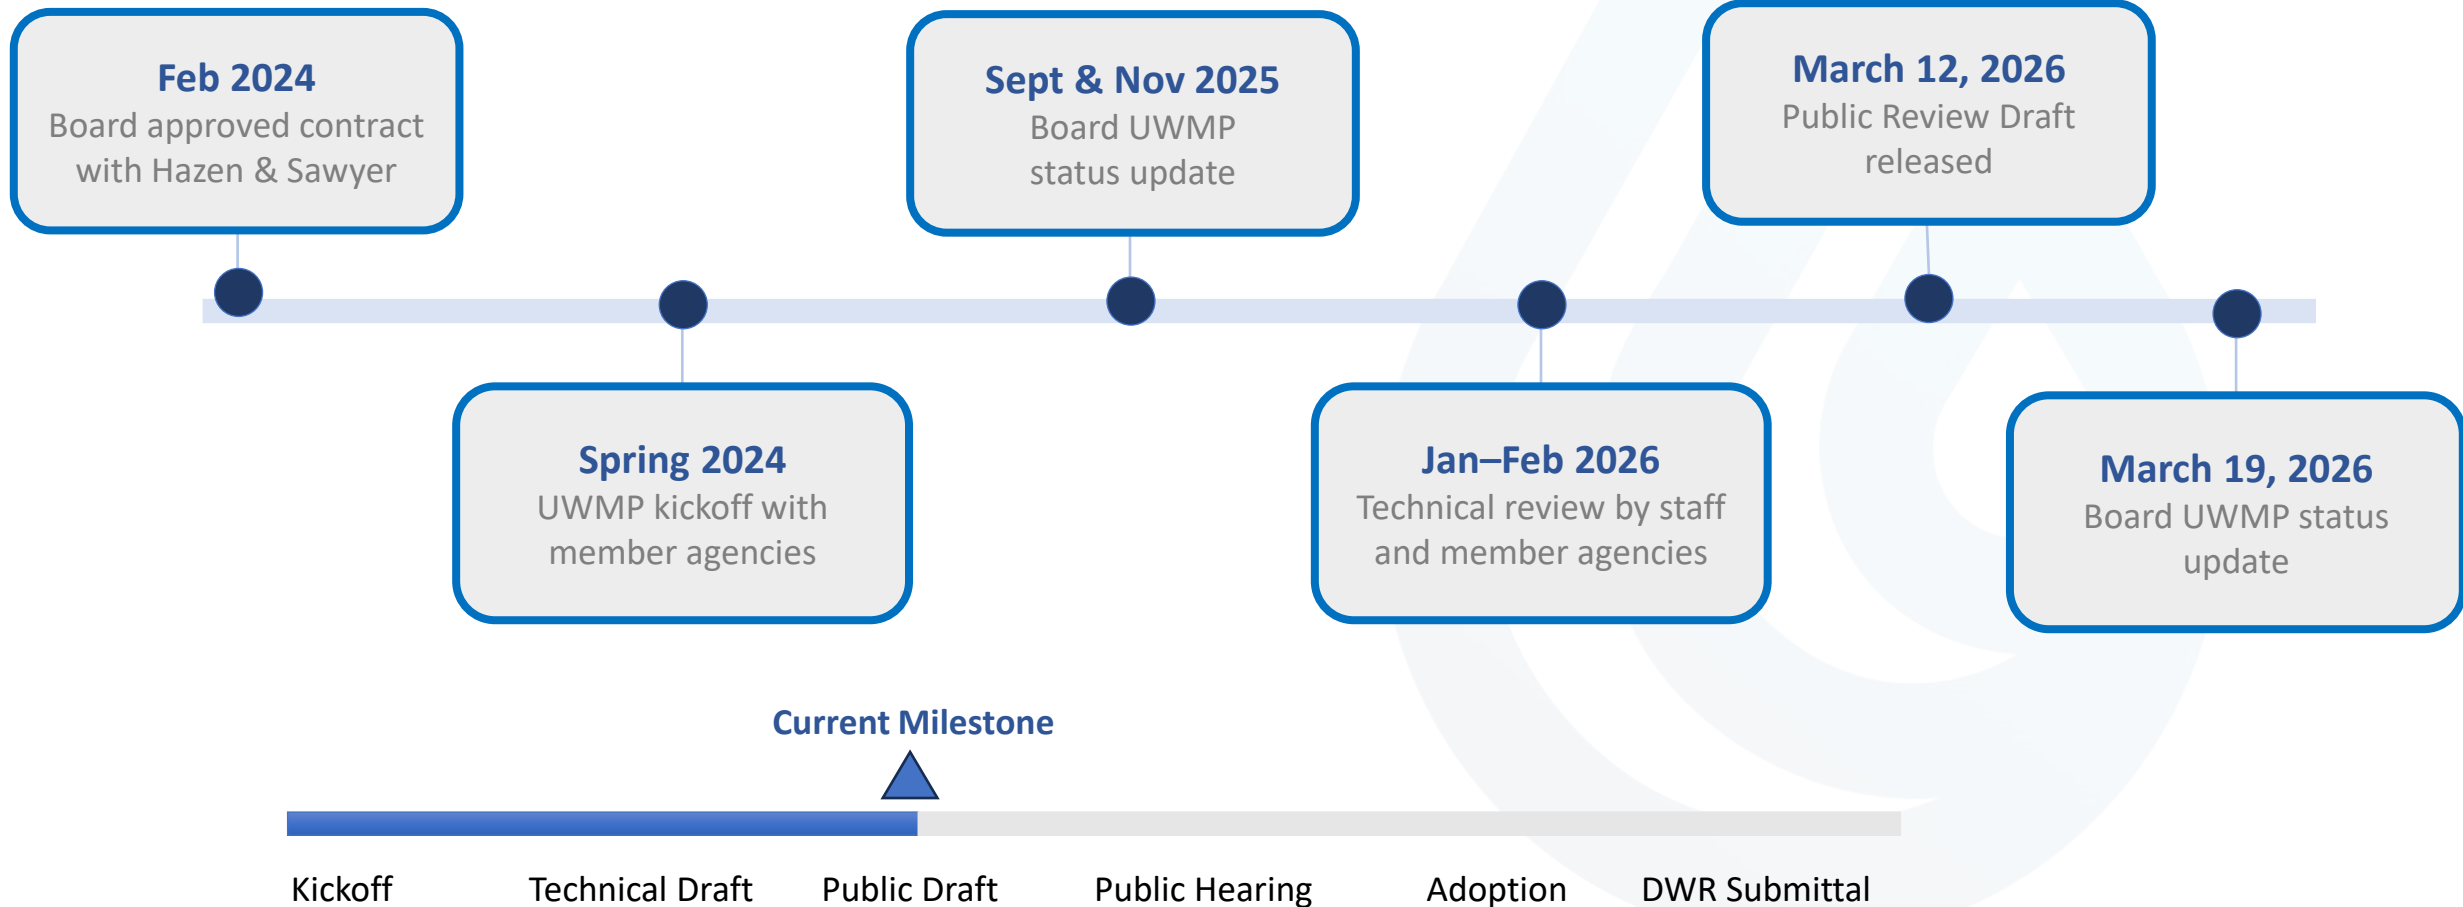 Feb 2024
Board approved contract
with Hazen & Sawyer
Spring 2024
UWMP kickoff with
member agencies
Sept & Nov 2025
Board UWMP
status update
Jan–Feb 2026
Technical review by staff
and member agencies
March 12, 2026
Public Review Draft
released
March 19, 2026
Board UWMP status
update
Current Milestone
Kickoff
Technical Draft
Public Draft
Public Hearing
Adoption
DWR Submittal